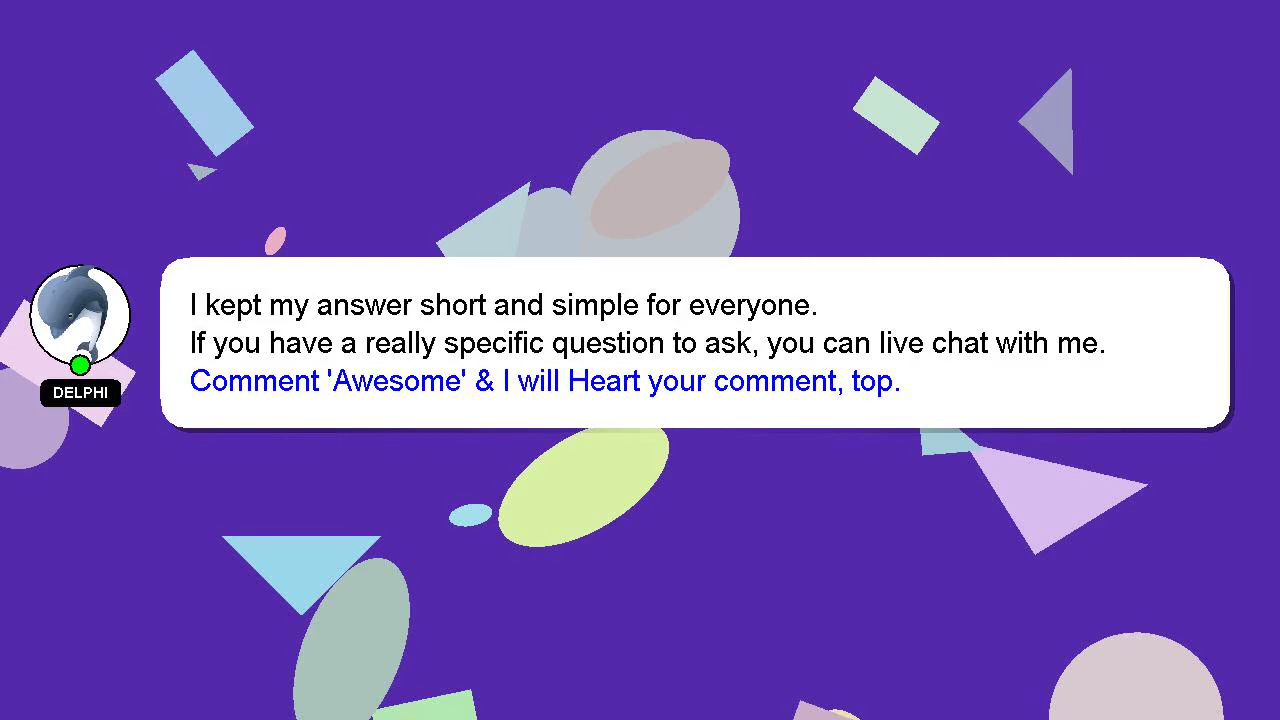 I kept my answer short and simple for everyone.
If you have a really specific question to ask, you can live chat with me.
Comment 'Awesome' & I will Heart your comment, top.
DELPHI